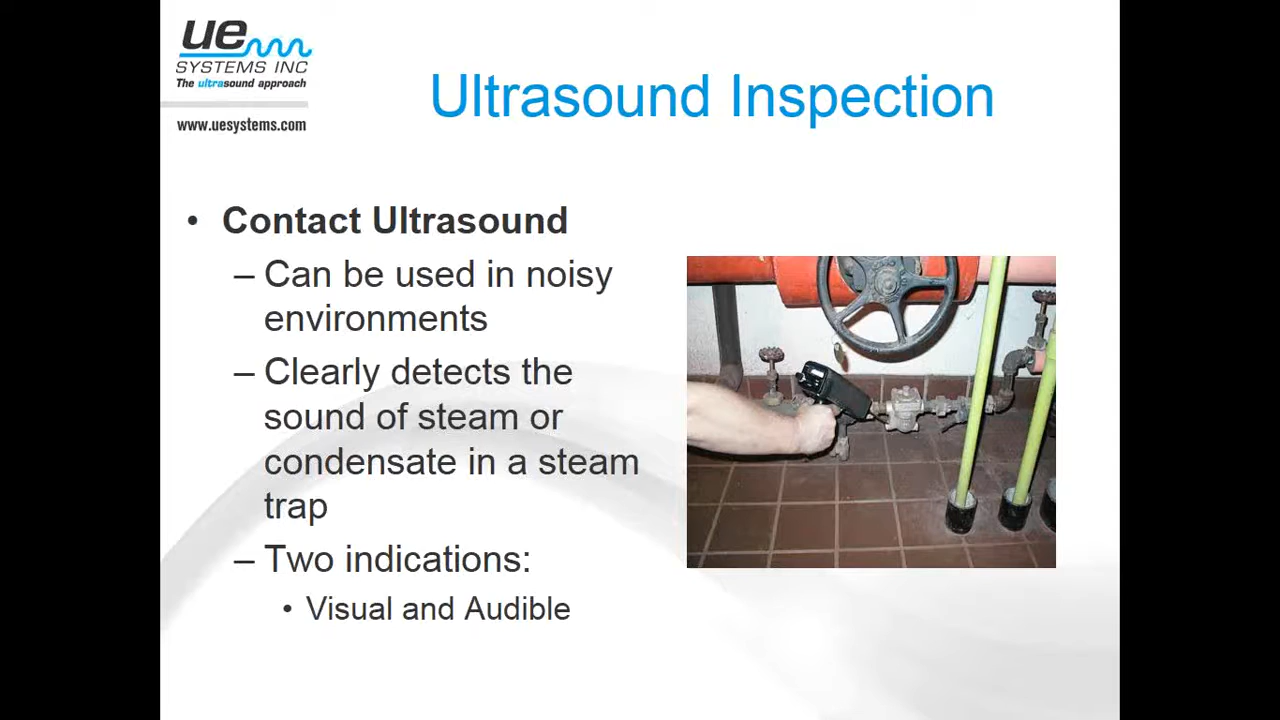 ue
SYSTEMS INC
The ultrasound approach
www.uesystems.com
Ultrasound Inspection
• Contact Ultrasound
– Can be used in noisy
environments
– Clearly detects the
sound of steam or
condensate in a steam
trap
– Two indications:
• Visual and Audible